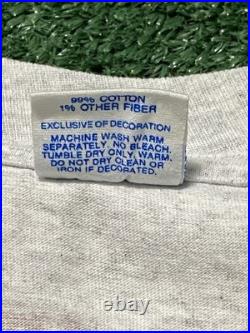 99% COTTON
1% OTHER FIBER
EXCLUSIVE OF DECORATION
MACHINE WASH WARM
SEPARATELY. NO BLEACH.
TUMBLE DRY ONLY, WARM.
DO NOT DRY CLEAN OR
IRON IF DECORATED.